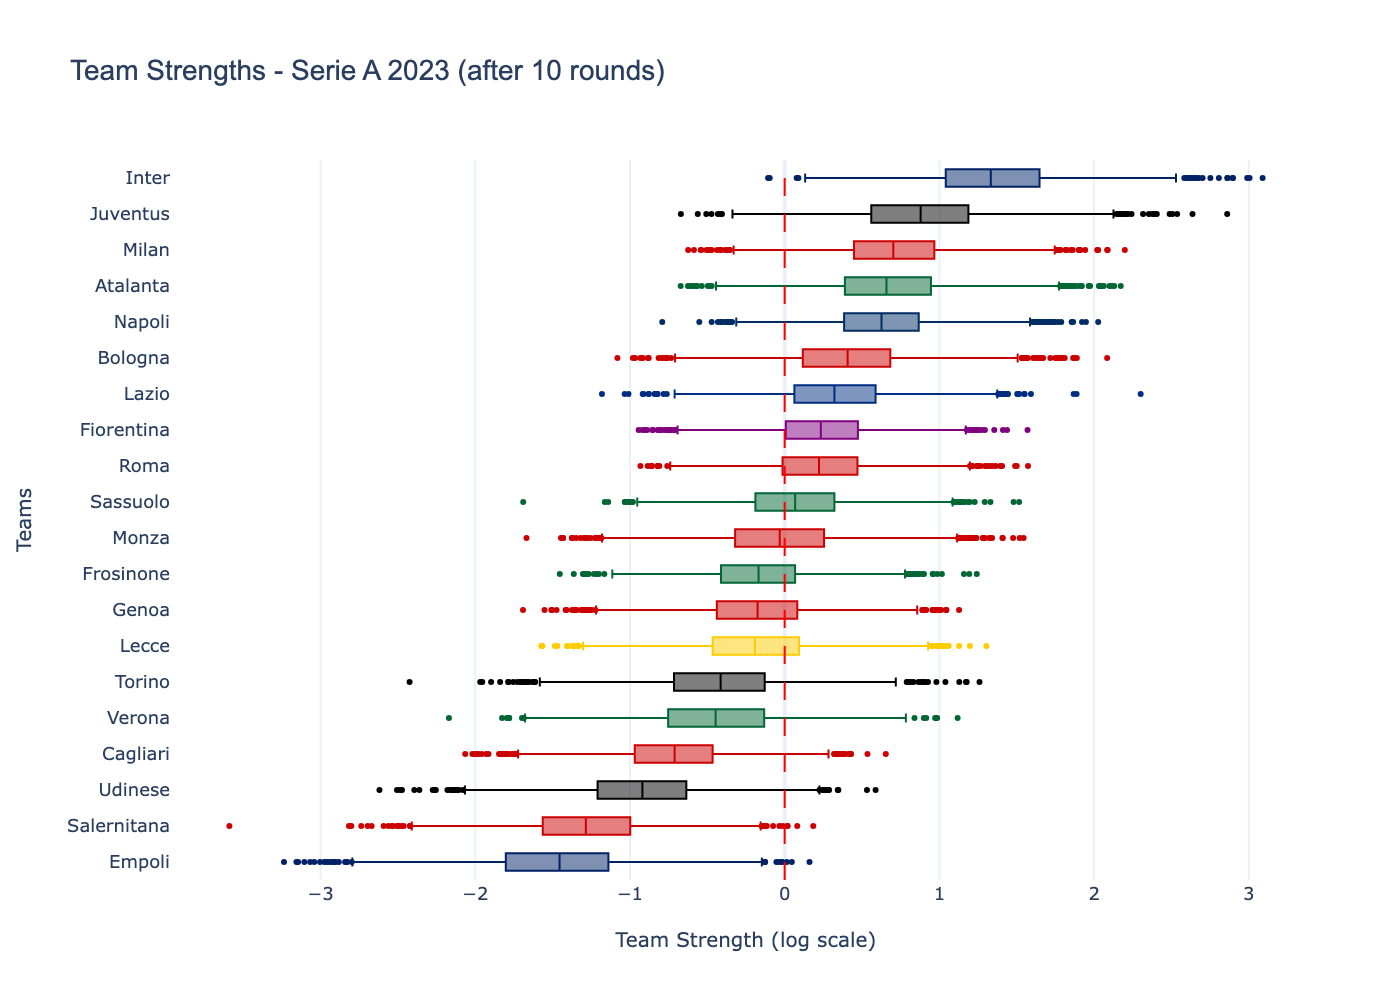 Team Strengths - Serie A 2023 (after 10 rounds)
Inter
Juventus
Milan
Atalanta
Napoli
Bologna
Lazio
Fiorentina
Roma
Sassuolo
Monza
Frosinone
Genoa
Lecce
Torino
Verona
Cagliari
Udinese
Salernitana
Empoli
Teams
−3 −2 −1 0 1 2 3
Team Strength (log scale)